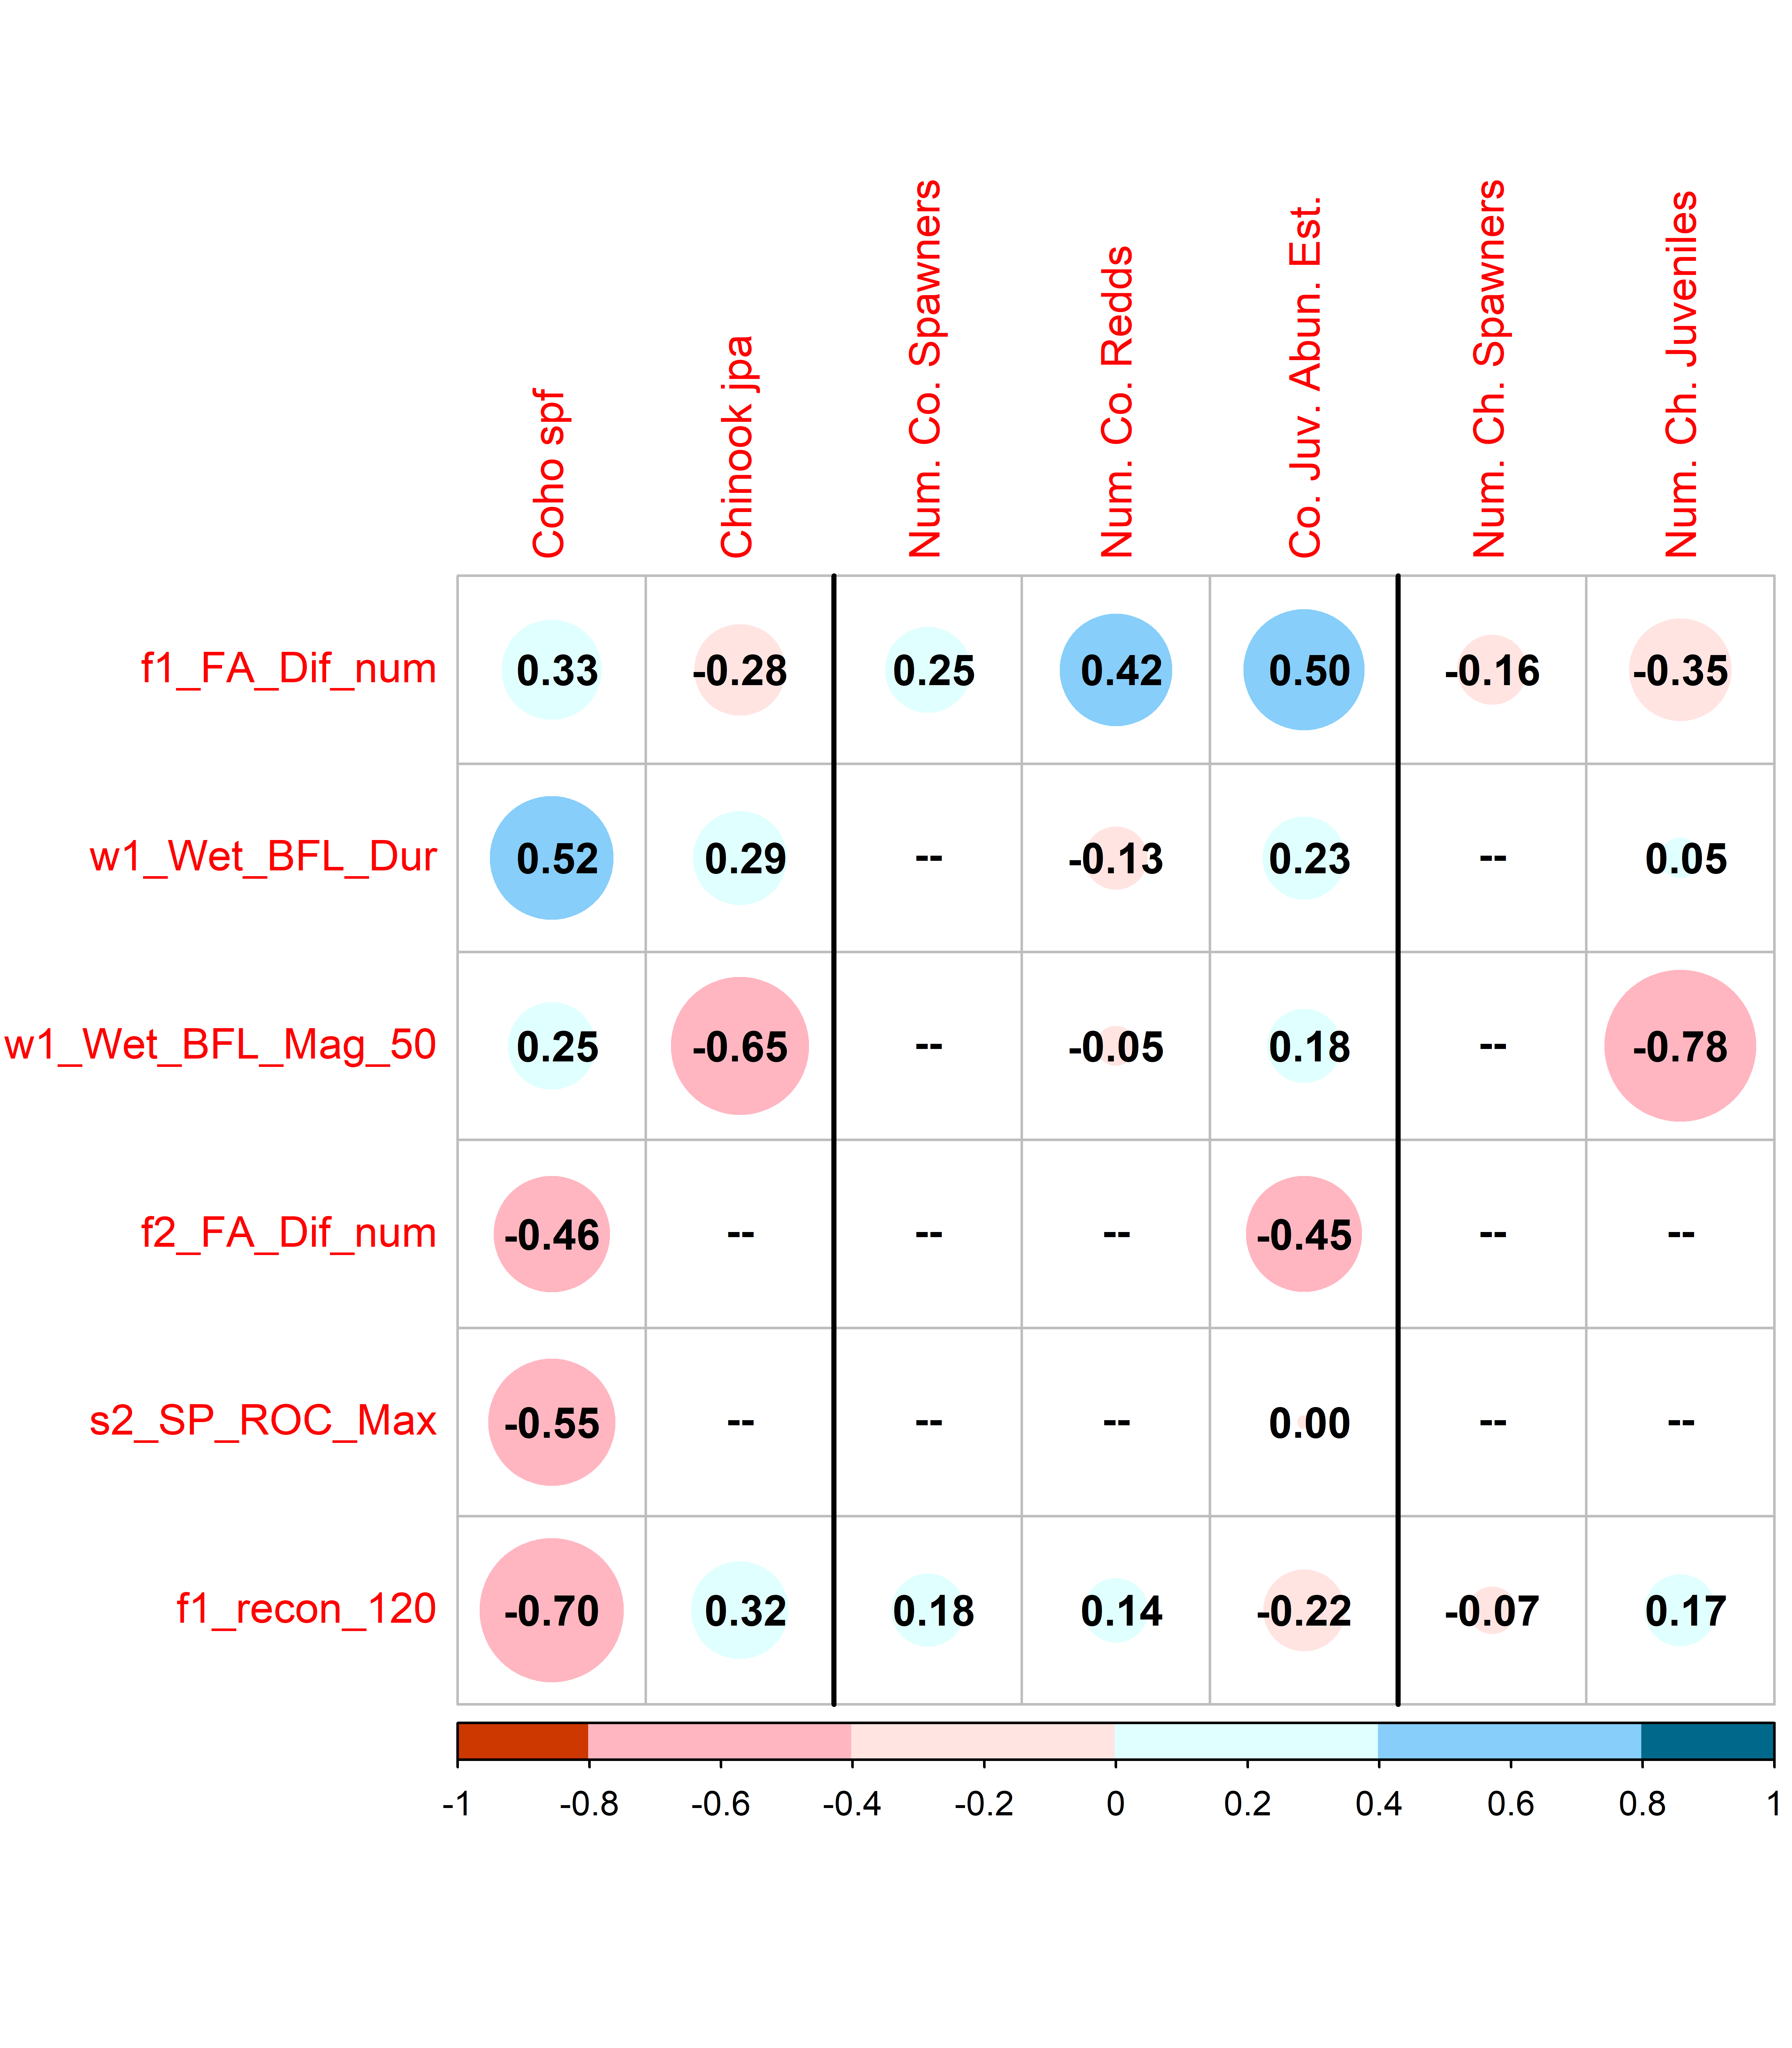 Coho spf
Chinook jpa
Num. Co. Spawners
Num. Co. Redds
Co. Juv. Abun. Est.
Num. Ch. Spawners
Num. Ch. Juveniles
f1_FA_Dif_num 0.33 -0.28 0.25 0.42 0.50 -0.16 -0.35
w1_Wet_BFL_Dur 0.52 0.29 -- -0.13 0.23 -- 0.05
w1_Wet_BFL_Mag_50 0.25 -0.65 -- -0.05 0.18 -- -0.78
f2_FA_Dif_num -0.46 -- -- -- -0.45 -- --
s2_SP_ROC_Max -0.55 -- -- -- 0.00 -- --
f1_recon_120 -0.70 0.32 0.18 0.14 -0.22 -0.07 0.17
-1 -0.8 -0.6 -0.4 -0.2 0 0.2 0.4 0.6 0.8 1